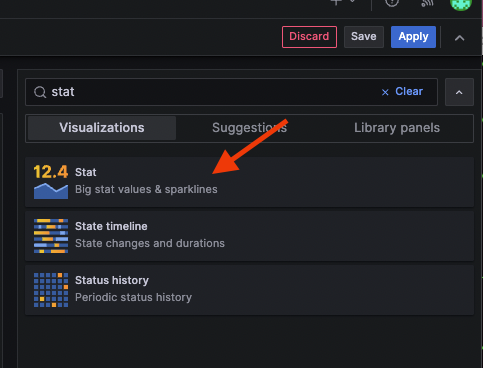 Discard Save Apply
stat
Clear
Visualizations Suggestions Library panels
12.4
Stat
Big stat values & sparklines
State timeline
State changes and durations
Status history
Periodic status history